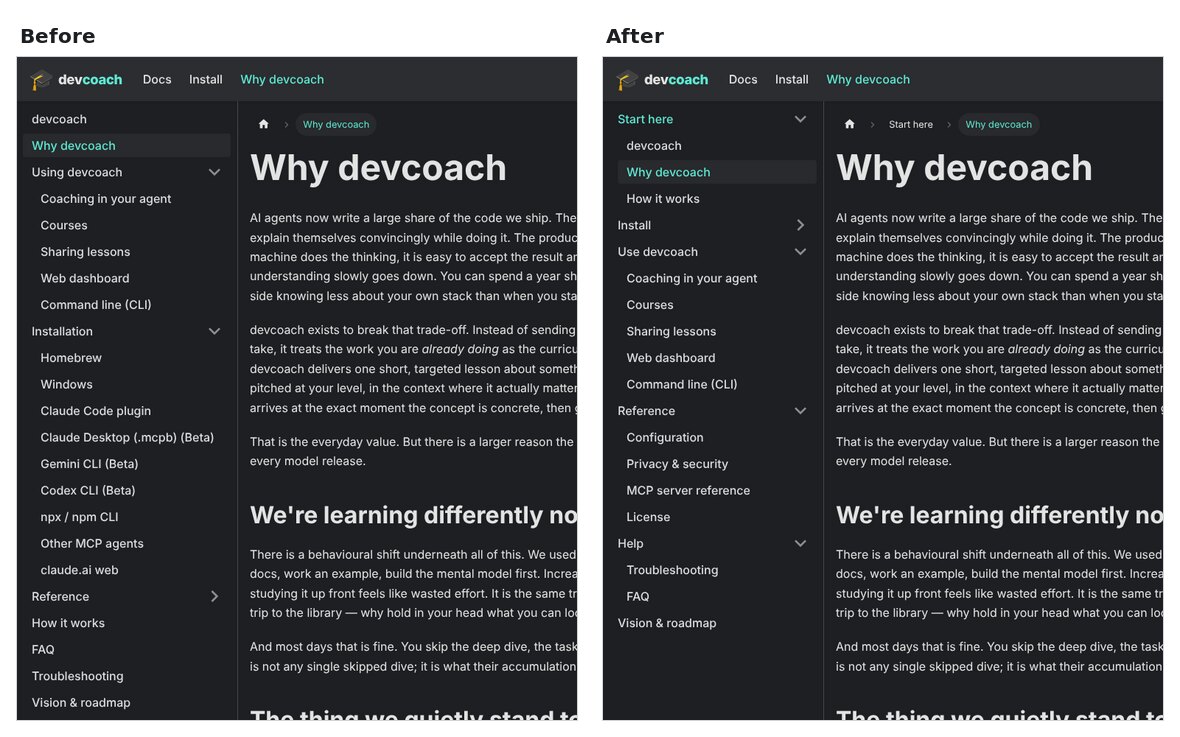 Before
devcoach
Docs
Install
Why devcoach
devcoach
Why devcoach
Using devcoach
Coaching in your agent
Courses
Sharing lessons
Web dashboard
Command line (CLI)
Installation
Homebrew
Windows
Claude Code plugin
Claude Desktop (.mcpb) (Beta)
Gemini CLI (Beta)
Codex CLI (Beta)
npx / npm CLI
Other MCP agents
claude.ai web
Reference
How it works
FAQ
Troubleshooting
Vision & roadmap
Why devcoach
Why devcoach
AI agents now write a large share of the code we ship. The
explain themselves convincingly while doing it. The produc
machine does the thinking, it is easy to accept the result ar
understanding slowly goes down. You can spend a year sh
side knowing less about your own stack than when you sta
devcoach exists to break that trade-off. Instead of sending
take, it treats the work you are already doing as the curricu
devcoach delivers one short, targeted lesson about someth
pitched at your level, in the context where it actually matter
arrives at the exact moment the concept is concrete, then
That is the everyday value. But there is a larger reason the
every model release.
We're learning differently no
There is a behavioural shift underneath all of this. We used
docs, work an example, build the mental model first. Increa
studying it up front feels like wasted effort. It is the same tr
trip to the library — why hold in your head what you can loo
And most days that is fine. You skip the deep dive, the task
is not any single skipped dive; it is what their accumulation
The thing we quietly stand to
After
devcoach
Docs
Install
Why devcoach
Start here
devcoach
Why devcoach
How it works
Install
Use devcoach
Coaching in your agent
Courses
Sharing lessons
Web dashboard
Command line (CLI)
Reference
Configuration
Privacy & security
MCP server reference
License
Help
Troubleshooting
FAQ
Vision & roadmap
Start here
Why devcoach
Why devcoach
AI agents now write a large share of the code we ship. The
explain themselves convincingly while doing it. The produc
machine does the thinking, it is easy to accept the result ar
understanding slowly goes down. You can spend a year sh
side knowing less about your own stack than when you sta
devcoach exists to break that trade-off. Instead of sending
take, it treats the work you are already doing as the curricu
devcoach delivers one short, targeted lesson about someth
pitched at your level, in the context where it actually matter
arrives at the exact moment the concept is concrete, then
That is the everyday value. But there is a larger reason the
every model release.
We're learning differently no
There is a behavioural shift underneath all of this. We used
docs, work an example, build the mental model first. Increa
studying it up front feels like wasted effort. It is the same tr
trip to the library — why hold in your head what you can loo
And most days that is fine. You skip the deep dive, the task
is not any single skipped dive; it is what their accumulation
The thing we quietly stand to